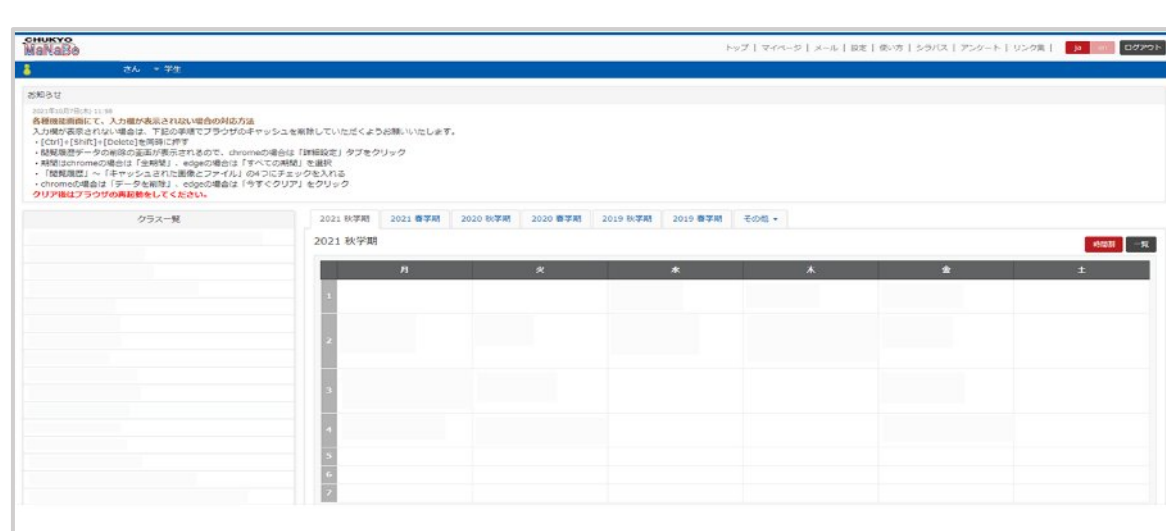 CHUKYO
MaNaBo
トップ | マイページ | メール | 設定 | 使い方 | シラバス | アンケート | リンク集 |
ja
en
ログアウト
さん
学生
お知らせ
2021年10月7日(木) 11:98
各種機能画面にて、入力欄が表示されない場合の対応方法
入力欄が表示されない場合は、下記の手順でブラウザのキャッシュを削除していただくようお願いいたします。
・[Ctrl]+[Shift]+[Delete]を同時に押す
・閲覧履歴データの削除の画面が表示されるので、chromeの場合は「詳細設定」タブをクリック
・期間はchromeの場合は「全期間」、edgeの場合は「すべての期間」を選択
・「閲覧履歴」～「キャッシュされた画像とファイル」の4つにチェックを入れる
・chromeの場合は「データを削除」、edgeの場合は「今すぐクリア」をクリック
クリア後はブラウザの再起動をしてください。
クラス一覧
2021 秋学期
2021 春学期
2020 秋学期
2020 春学期
2019 秋学期
2019 春学期
その他
2021 秋学期
時間割
一覧
月
火
水
木
金
土
1
2
3
4
5
6
7